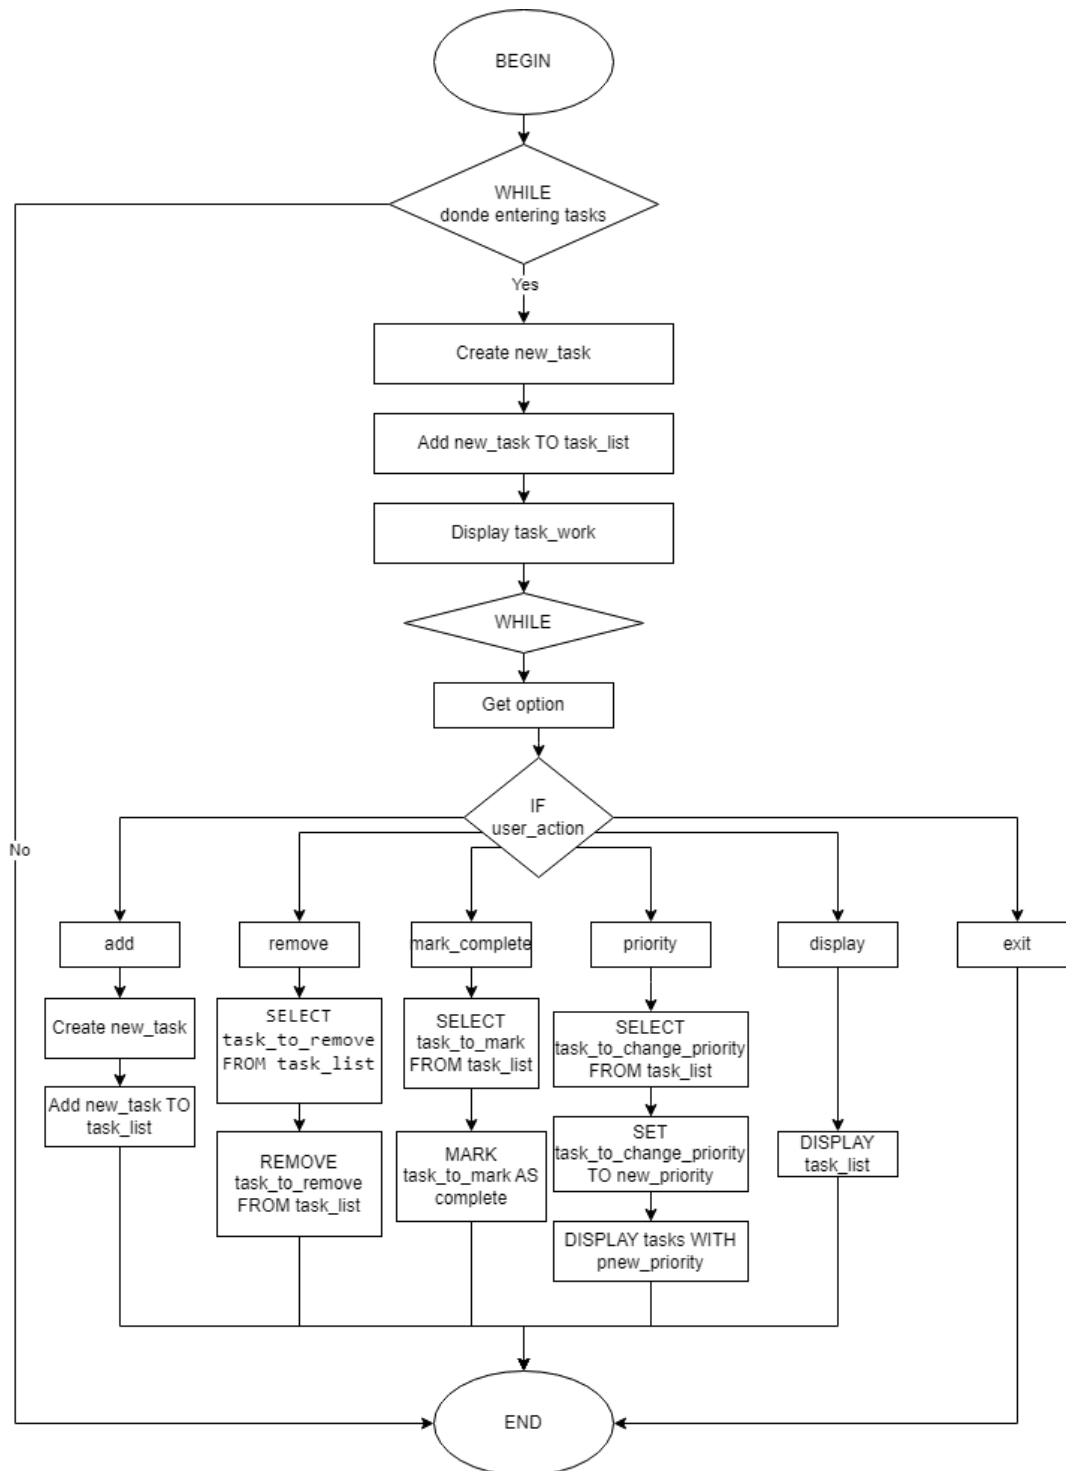 BEGIN
WHILE
donde entering tasks
Yes
Create new_task
Add new_task TO task_list
Display task_work
WHILE
Get option
IF
user_action
No
add
remove
mark_complete
priority
display
exit
Create new_task
Add new_task TO
task_list
SELECT
task_to_remove
FROM task_list
REMOVE
task_to_remove
FROM task_list
SELECT
task_to_mark
FROM task_list
MARK
task_to_mark AS
complete
SELECT
task_to_change_priority
FROM task_list
SET
task_to_change_priority
TO new_priority
DISPLAY tasks WITH
pnew_priority
DISPLAY
task_list
END